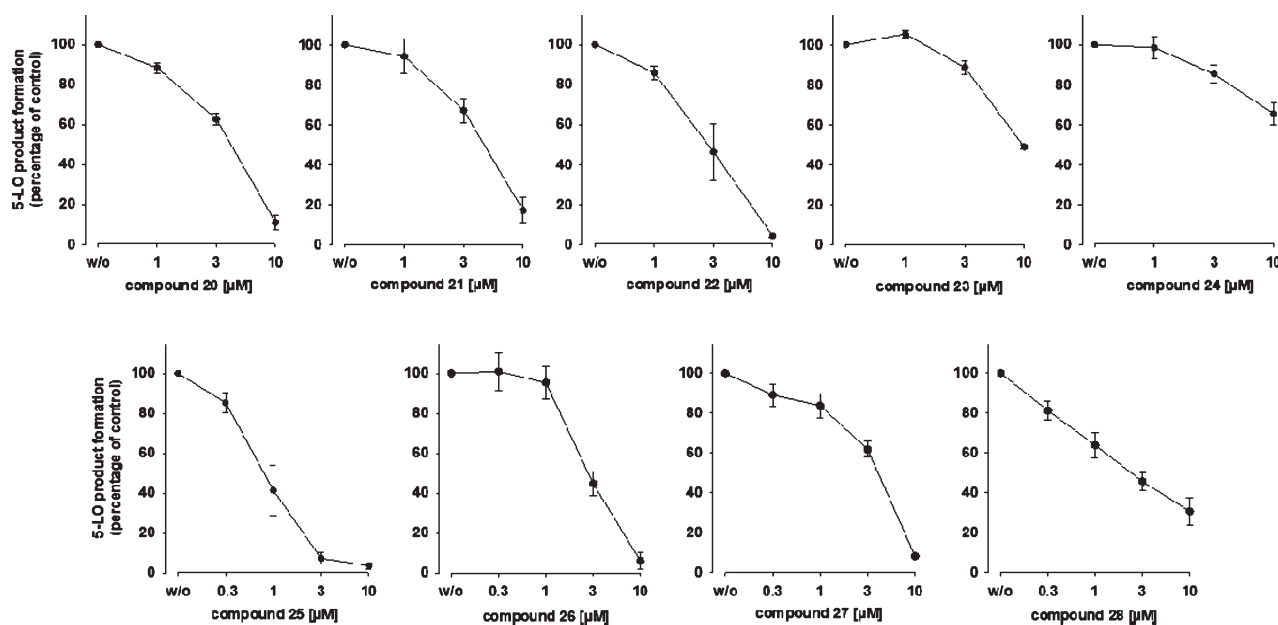 5-LO product formation
(percentage of control)
100
80
60
40
20
0
w/o 1 3 10
compound 20 [µM]
100
80
60
40
20
0
w/o 1 3 10
compound 21 [µM]
100
80
60
40
20
0
w/o 1 3 10
compound 22 [µM]
100
80
60
40
20
0
w/o 1 3 10
compound 23 [µM]
100
80
60
40
20
0
w/o 1 3 10
compound 24 [µM]
5-LO product formation
(percentage of control)
100
80
60
40
20
0
w/o 0.3 1 3 10
compound 25 [µM]
100
80
60
40
20
0
w/o 0.3 1 3 10
compound 26 [µM]
100
80
60
40
20
0
w/o 0.3 1 3 10
compound 27 [µM]
100
80
60
40
20
0
w/o 0.3 1 3 10
compound 28 [µM]